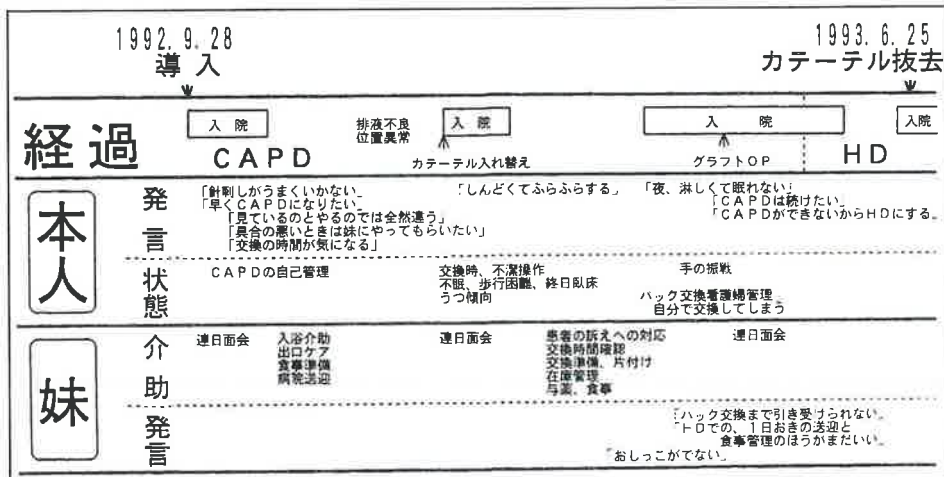 1992. 9. 28
導 入
1993. 6. 25
カテーテル抜去
経過
入 院
排液不良
位置異常
入 院
入 院
入院
CAPD
カテーテル入れ替え
グラフトOP
HD
本人
発言
「針刺しがうまくいかない」
「早くCAPDになりたい」
「見ているのとやるのでは全然違う」
「具合の悪いときは妹にやってもらいたい」
「交換の時間が気になる」
「しんどくてふらふらする」
「夜、淋しくて眠れない」
「CAPDは続けたい」
「CAPDができないからHDにする」
状態
CAPDの自己管理
交換時、不潔操作
不眠、歩行困難、終日臥床
うつ傾向
手の振戦
バック交換看護婦管理
自分で交換してしまう
妹
介助
連日面会
入浴介助
出口ケア
食事準備
病院送迎
連日面会
患者の訴えへの対応
交換時間確認
交換準備、片付け
在庫管理
与薬、食事
連日面会
発言
「バック交換まで引き受けられない」
「HDでの、1日おきの送迎と
食事管理のほうがまだいい」
「おしっこがでない」